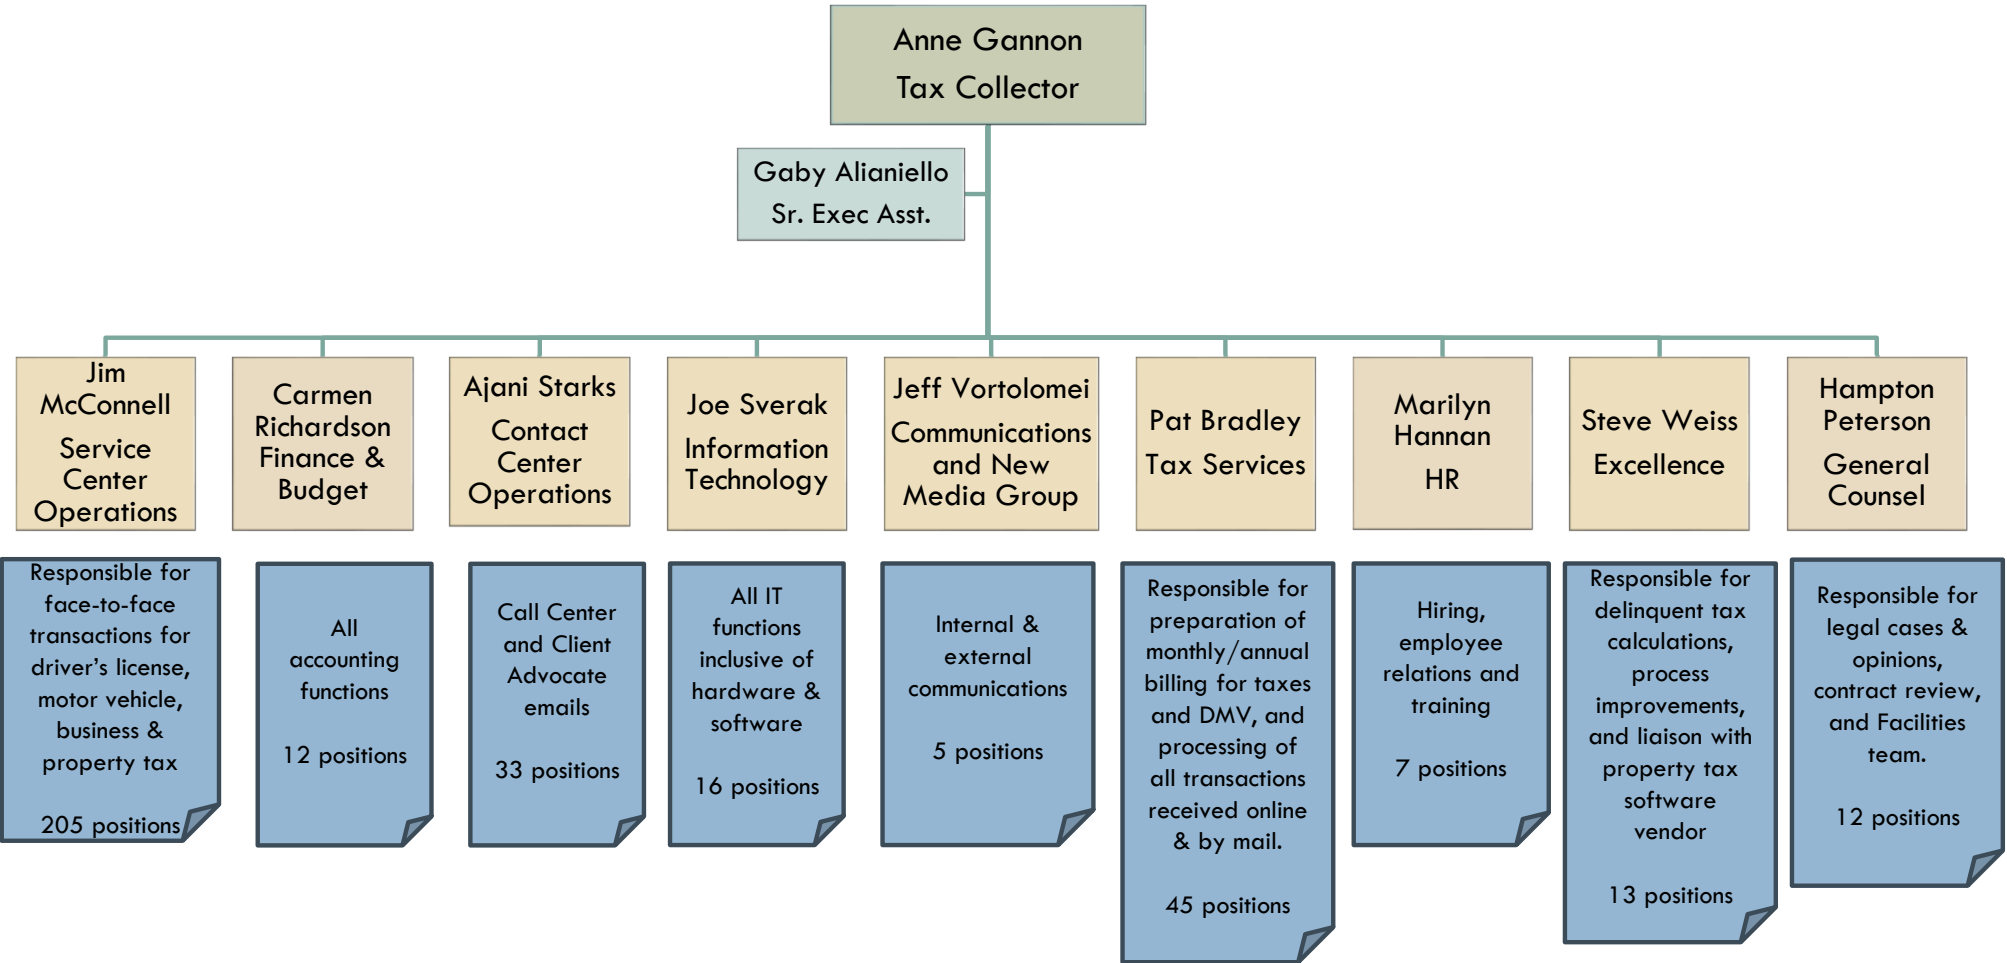 Anne Gannon
Tax Collector
Gaby Alianiello
Sr. Exec Asst.
Jim
McConnell
Service
Center
Operations
Carmen
Richardson
Finance &
Budget
Ajani Starks
Contact
Center
Operations
Joe Sverak
Information
Technology
Jeff Vortolomei
Communications
and New
Media Group
Pat Bradley
Tax Services
Marilyn
Hannan
HR
Steve Weiss
Excellence
Hampton
Peterson
General
Counsel
Responsible for
face-to-face
transactions for
driver’s license,
motor vehicle,
business &
property tax
205 positions
All
accounting
functions
12 positions
Call Center
and Client
Advocate
emails
33 positions
All IT
functions
inclusive of
hardware &
software
16 positions
Internal &
external
communications
5 positions
Responsible for
preparation of
monthly/annual
billing for taxes
and DMV, and
processing of
all transactions
received online
& by mail.
45 positions
Hiring,
employee
relations and
training
7 positions
Responsible for
delinquent tax
calculations,
process
improvements,
and liaison with
property tax
software
vendor
13 positions
Responsible for
legal cases &
opinions,
contract review,
and Facilities
team.
12 positions